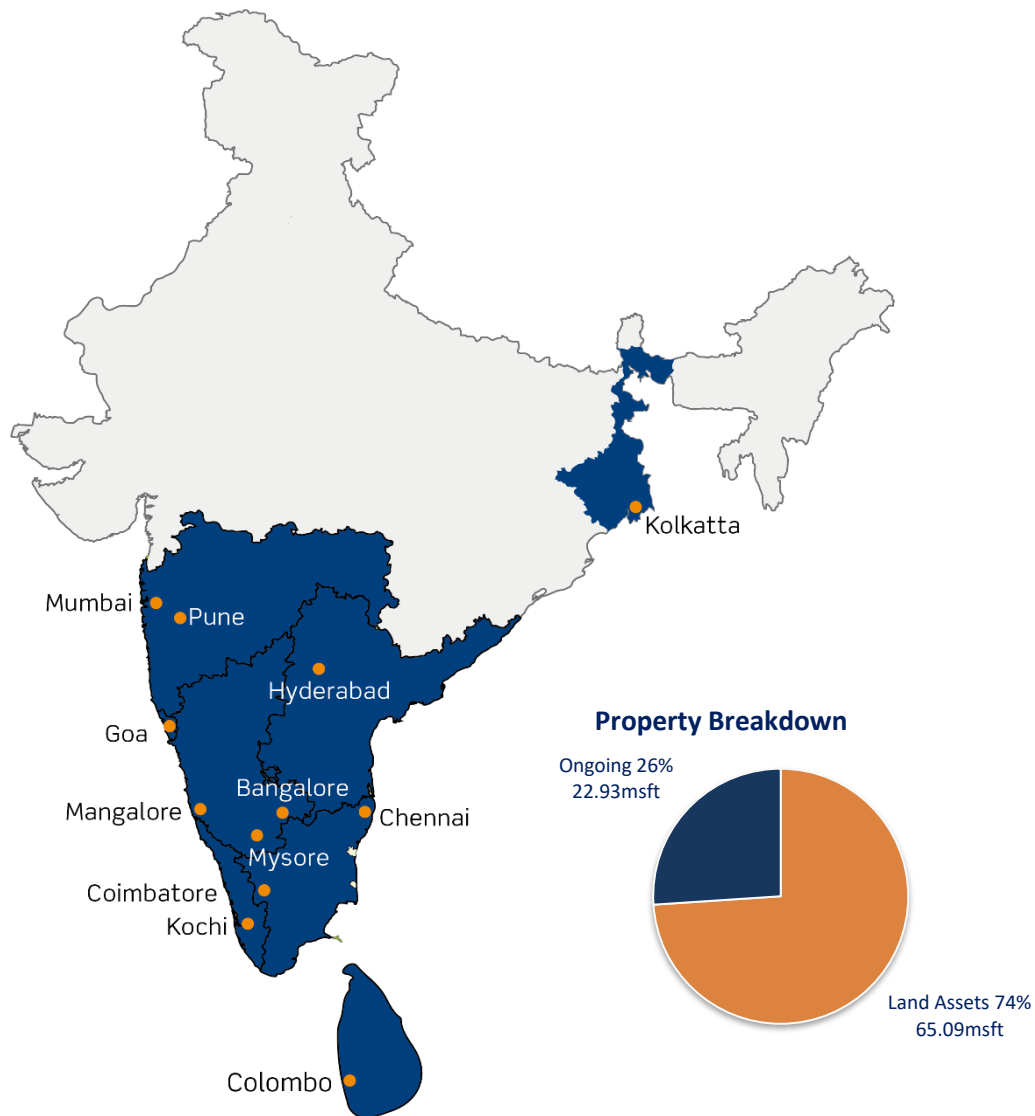 Kolkatta
Mumbai
Pune
Hyderabad
Goa
Property Breakdown
Ongoing 26%
22.93msft
Bangalore
Mangalore
Chennai
Mysore
Coimbatore
Kochi
Land Assets 74%
65.09msft
Colombo